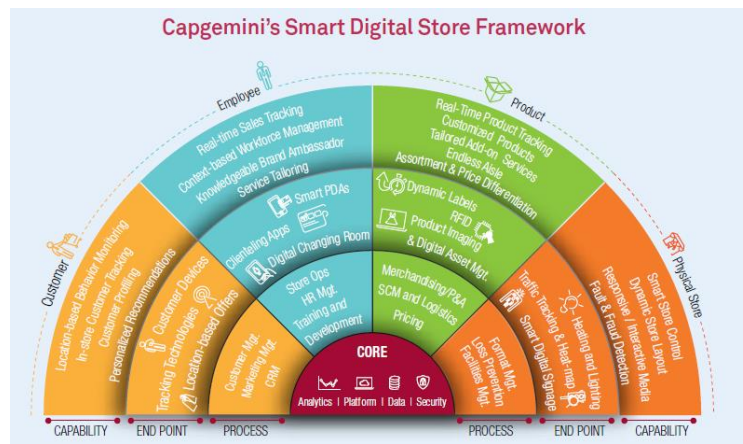 Capgemini's Smart Digital Store Framework
Employee
Product
Customer
Physical Store
Real-time Sales Tracking
Context-based Workforce Management
Knowledgeable Brand Ambassador
Service Tailoring
Real-Time Product Tracking
Customized Products
Tailored Add-on Services
Endless Aisle
Assortment & Price Differentiation
Smart PDAs
Clienteling Apps
Digital Changing Room
Dynamic Labels
RFID
Product Imaging
& Digital Asset Mgt.
Location-based Behavior Monitoring
In-store Customer Tracking
Customer Profiling
Personalized Recommendations
Customer Devices
Tracking Technologies
Location-based Offers
Customer Mgt.
Marketing Mgt.
CRM
Store Ops
HR Mgt.
Training and
Development
Merchandising/P&A
SCM and Logistics
Pricing
Format Mgt.
Loss Prevention
Facilities Mgt.
Heating and Lighting
Traffic Tracking & Heat-map
Smart Digital Signage
Smart Store Control
Dynamic Store Layout
Responsive / Interactive Media
Fault & Fraud Detection
CORE
Analytics | Platform | Data | Security
CAPABILITY
END POINT
PROCESS
PROCESS
END POINT
CAPABILITY